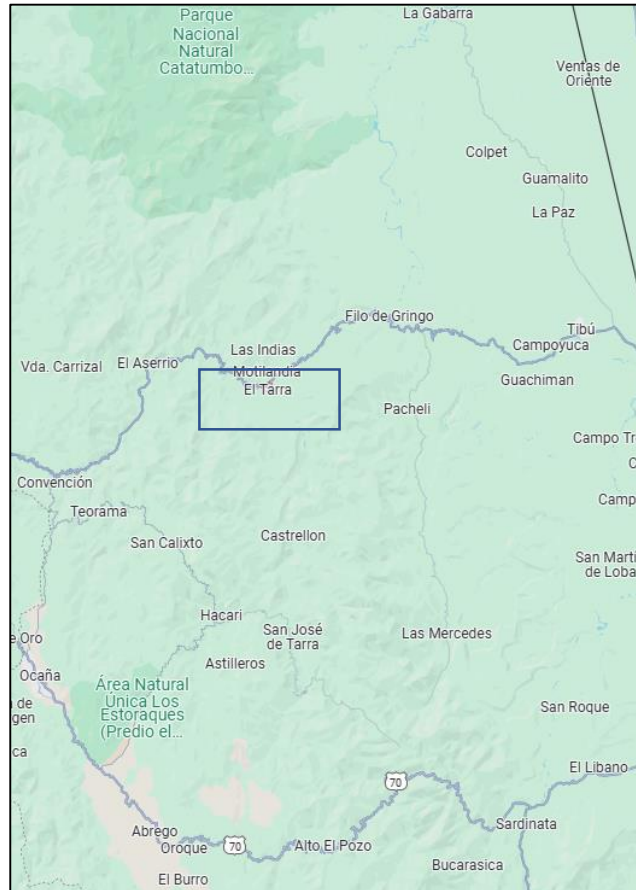 Parque
Nacional
Natural
Catatumbo...
La Gabarra
Ventas de
Oriente
Colpet
Guamalito
La Paz
Filo de Gringo
Tibú
Campoyuca
Las Indias
El Aserrio
Vda. Carrizal
Motilandia
El Tarra
Guachiman
Pacheli
Campo Tr
C
Convención
Camp
Teorama
San Calixto
Castrellon
San Marti
de Loba
Hacari
San José
de Tarra
Las Mercedes
e Oro
Astilleros
Ocaña
Área Natural
Única Los
Estoraques
(Predio el...
a de
gen
San Roque
ca
El Libano
70
Sardinata
Abrego
Oroque
70
Alto El Pozo
Bucarasica
El Burro